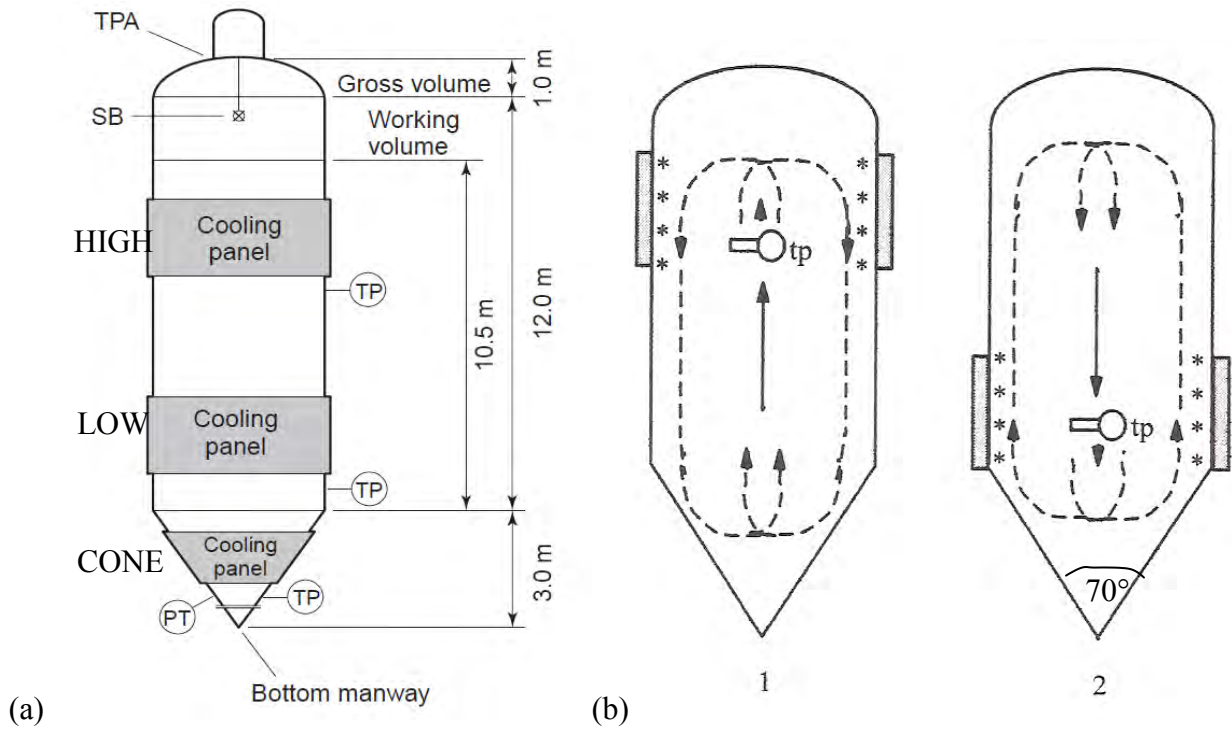 TPA
Gross volume
1.0 m
SB
Working
volume
HIGH
Cooling
panel
TP
10.5 m
12.0 m
LOW
Cooling
panel
TP
CONE
Cooling
panel
PT
TP
3.0 m
Bottom manway
(a)
* *
* *
* *
* *
tp
1
(b)
* *
* *
* *
* *
tp
70°
2